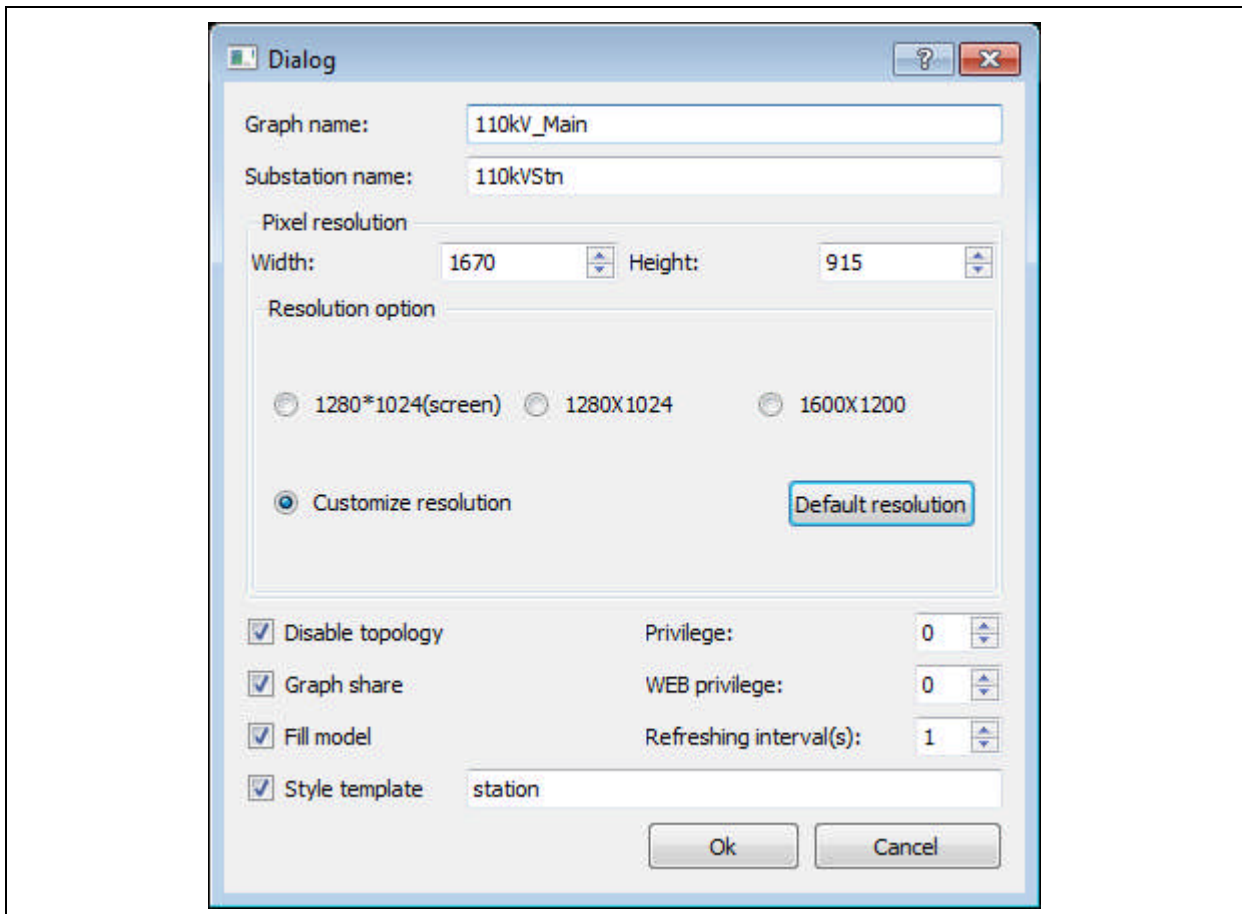 Dialog
Graph name: 110kV_Main
Substation name: 110kVStn
Pixel resolution
Width: 1670 Height: 915
Resolution option
1280*1024(screen) 1280X1024 1600X1200
Customize resolution Default resolution
Disable topology Privilege: 0
Graph share WEB privilege: 0
Fill model Refreshing interval(s): 1
Style template station
Ok Cancel